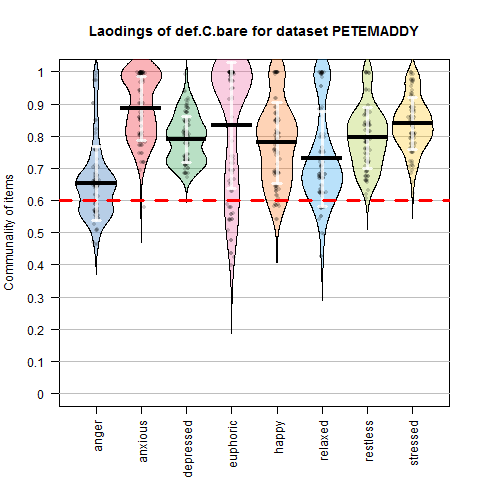 Laodings of def.C.bare for dataset PETEMADDY
Communality of items
1
0.9
0.8
0.7
0.6
0.5
0.4
0.3
0.2
0.1
0
anger
anxious
depressed
euphoric
happy
relaxed
restless
stressed